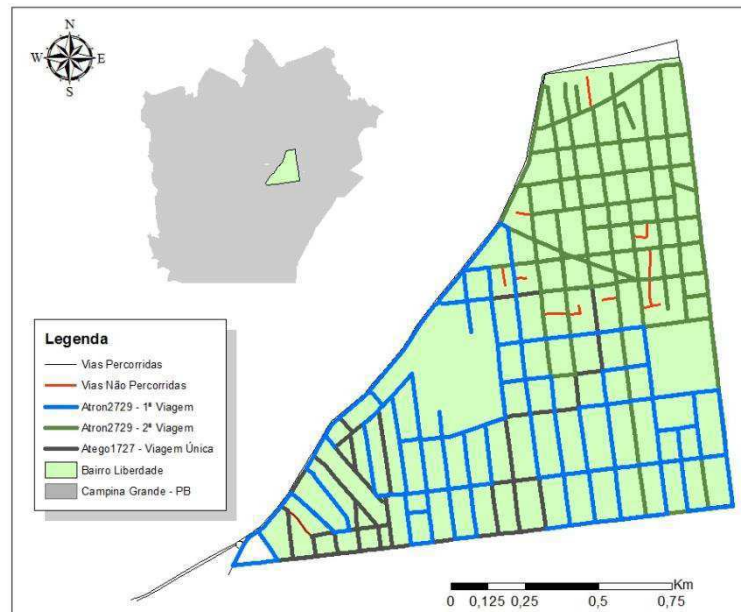 N
W E
S
Legenda
Vias Percorridas
Vias Não Percorridas
Atron2729 - 1ª Viagem
Atron2729 - 2ª Viagem
Atego1727 - Viagem Única
Bairro Liberdade
Campina Grande - PB
Km
0 0,125 0,25 0,5 0,75